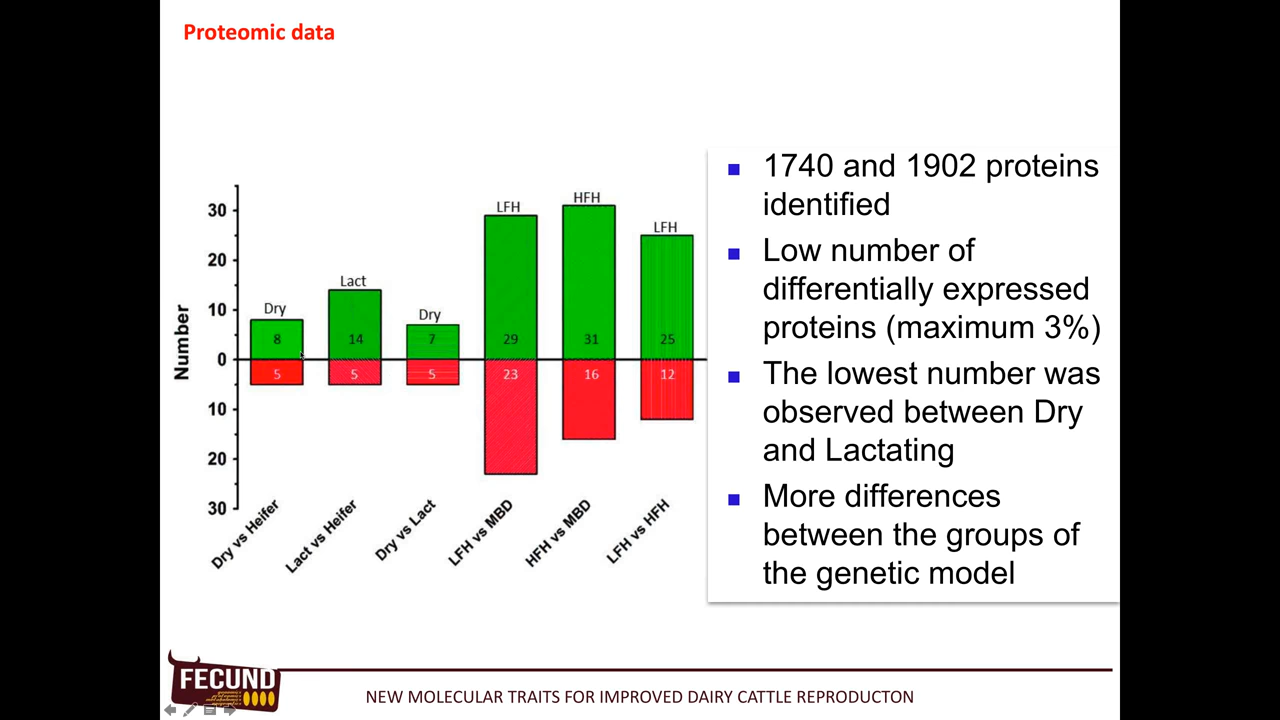 Proteomic data
Number
30
20
10
0
10
20
30
Dry
Lact
Dry
LFH
HFH
LFH
8
14
7
29
31
25
5
5
5
23
16
12
Dry vs Heifer
Lact vs Heifer
Dry vs Lact
LFH vs MBD
HFH vs MBD
LFH vs HFH
1740 and 1902 proteins
identified
Low number of
differentially expressed
proteins (maximum 3%)
The lowest number was
observed between Dry
and Lactating
More differences
between the groups of
the genetic model
FECUND
NEW MOLECULAR TRAITS FOR IMPROVED DAIRY CATTLE REPRODUCTON